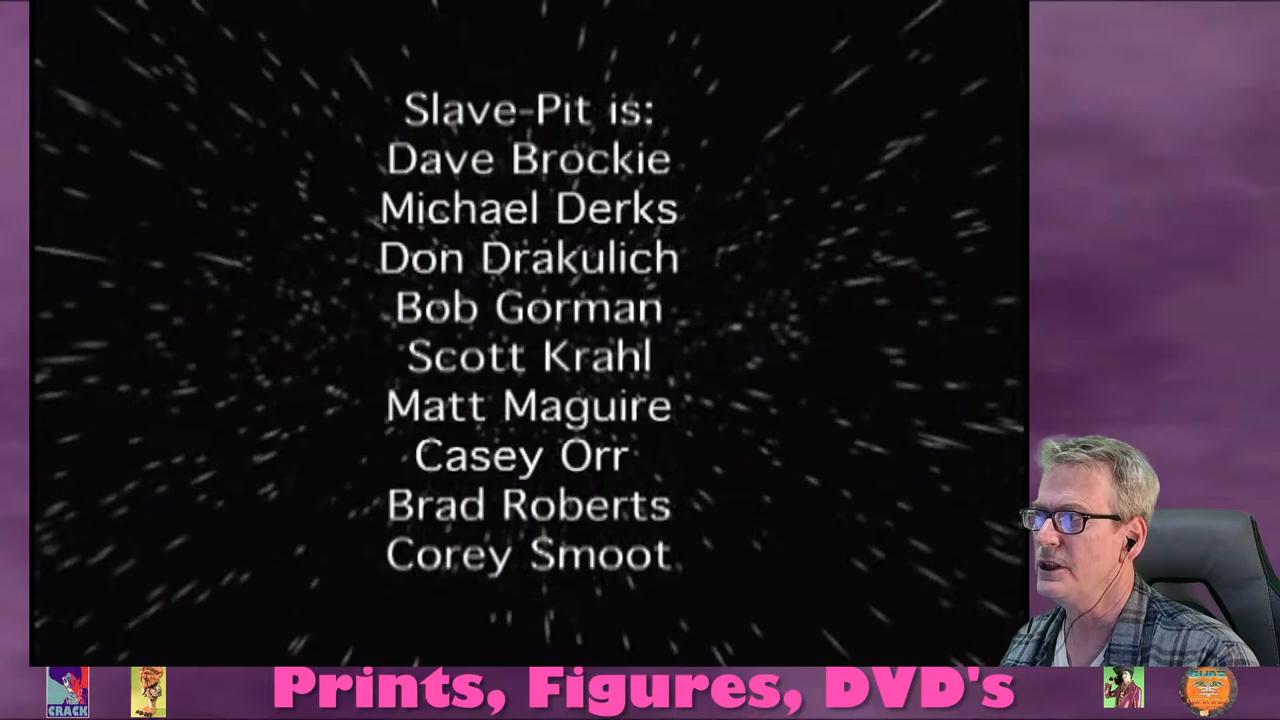 Slave-Pit is:
Dave Brockie
Michael Derks
Don Drakulich
Bob Gorman
Scott Krahl
Matt Maguire
Casey Orr
Brad Roberts
Corey Smoot
Prints, Figures, DVD's
CRACK